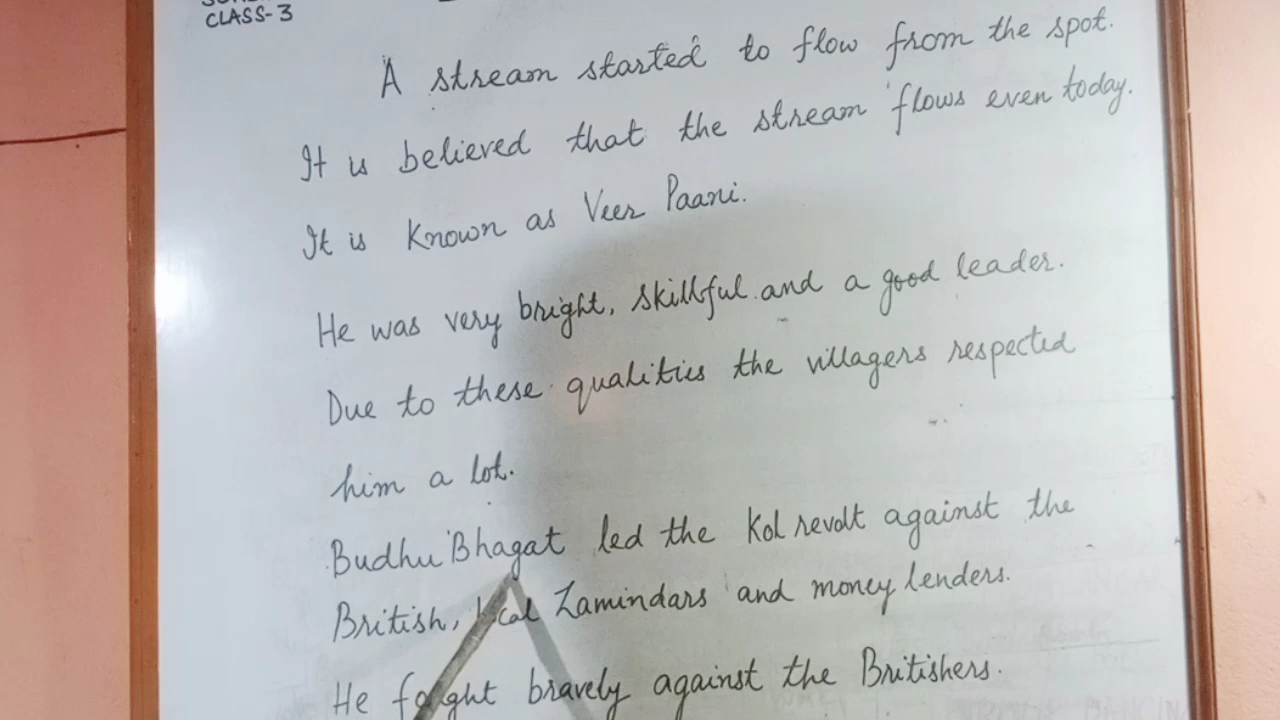 CLASS-3
A stream started to flow from the spot.
It is believed that the stream flows even today.
It is known as Veer Paani.
He was very bright, skillful and a good leader.
Due to these qualities the villagers respected
him a lot.
Budhu Bhagat led the Kol revolt against the
British, local Zamindars and money lenders.
He fought bravely against the Britishers.